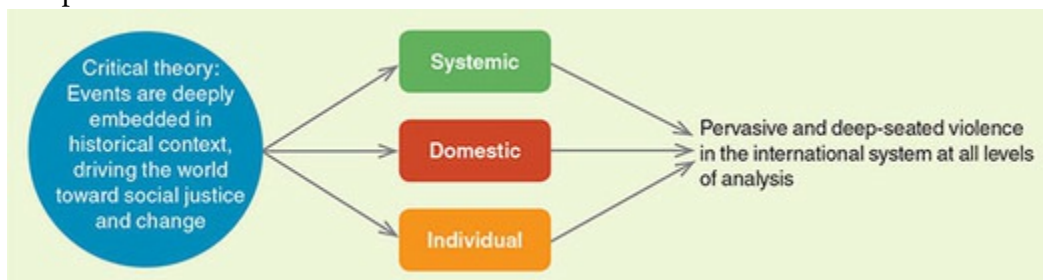 Critical theory:
Events are deeply
embedded in
historical context,
driving the world
toward social justice
and change
Systemic
Domestic
Individual
Pervasive and deep-seated violence
in the international system at all levels
of analysis